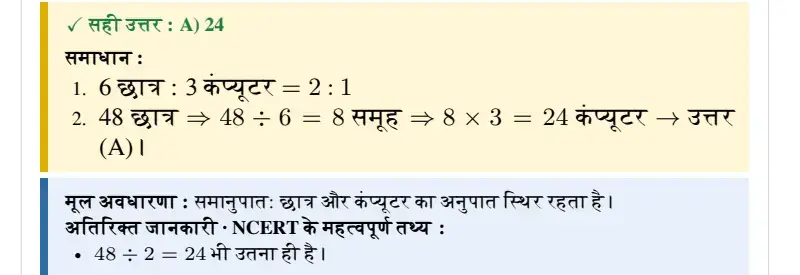 ✓ सही उत्तर : A) 24
समाधान :
1. 6 छात्र : 3 कंप्यूटर = 2 : 1
2. 48 छात्र ⇒ 48 ÷ 6 = 8 समूह ⇒ 8 × 3 = 24 कंप्यूटर → उत्तर
(A)।
मूल अवधारणा : समानुपात: छात्र और कंप्यूटर का अनुपात स्थिर रहता है।
अतिरिक्त जानकारी · NCERT के महत्वपूर्ण तथ्य :
• 48 ÷ 2 = 24 भी उतना ही है।